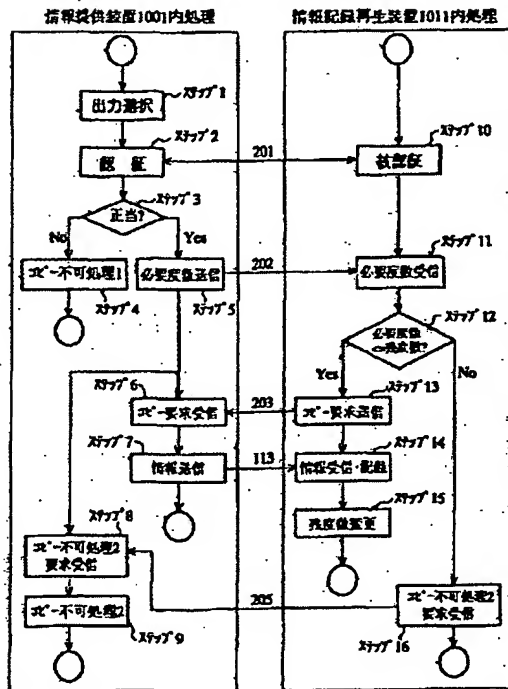 情報提供装置1001内処理
情報記録再生装置1011内処理
ステップ1
出力選択
ステップ2
認証
201
ステップ10
被認証
ステップ3
正当?
No
Yes
コピー不可処理1
ステップ4
必要度数送信
ステップ5
202
ステップ11
必要度数受信
ステップ12
必要度数
残度数?
Yes
No
ステップ6
コピー要求受信
203
ステップ13
コピー要求送信
ステップ7
情報送信
113
ステップ14
情報受信・記録
ステップ15
残度数変更
ステップ8
コピー不可処理2
要求受信
205
コピー不可処理2
要求受信
ステップ16
コピー不可処理2
ステップ9